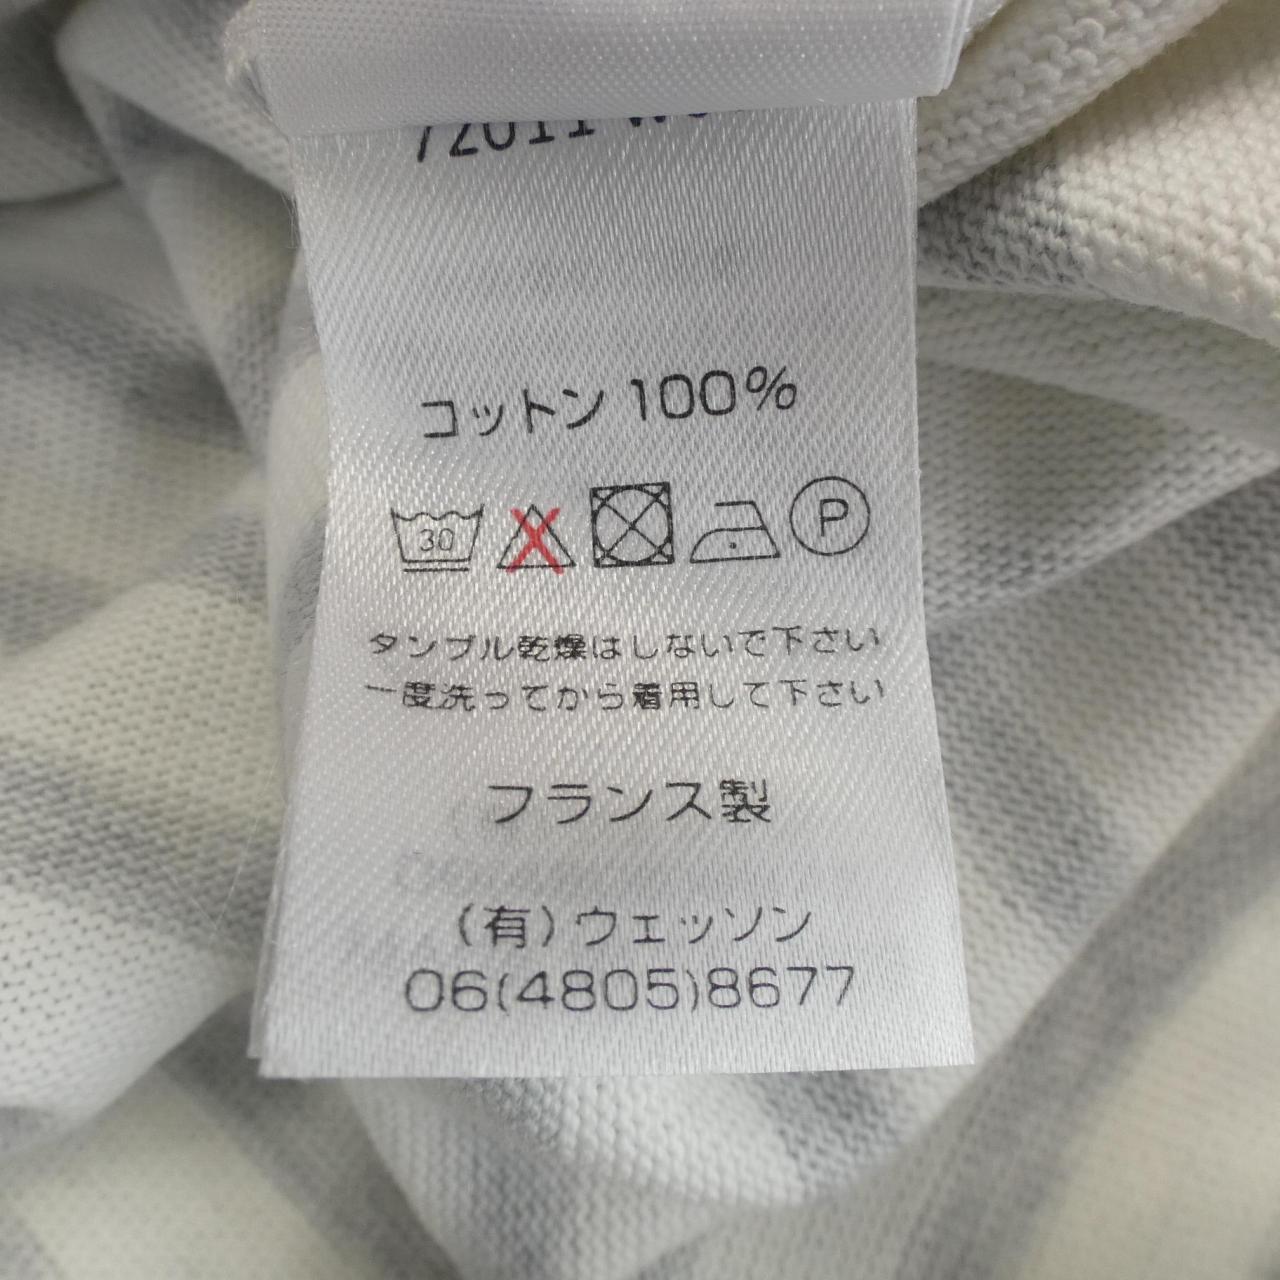 コットン 100%
30
P
タンブル乾燥はしないで下さい
一度洗ってから着用して下さい
フランス製
(有)ウェッソン
06(4805)8677